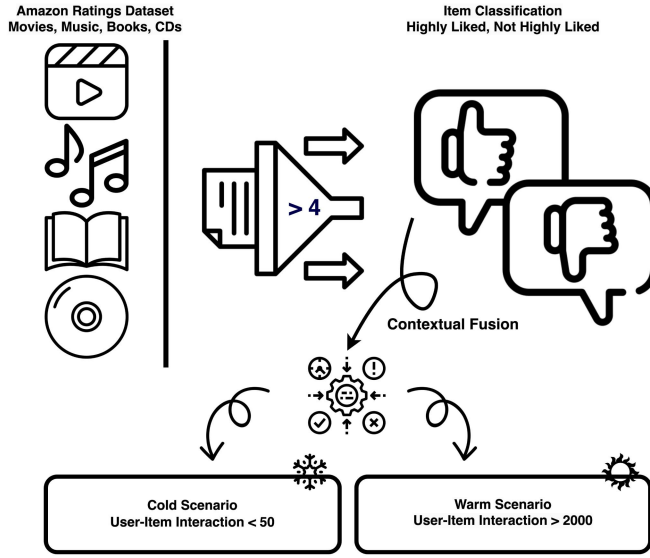 Amazon Ratings Dataset
Movies, Music, Books, CDs
Item Classification
Highly Liked, Not Highly Liked
> 4
Contextual Fusion
Cold Scenario
User-Item Interaction < 50
Warm Scenario
User-Item Interaction > 2000